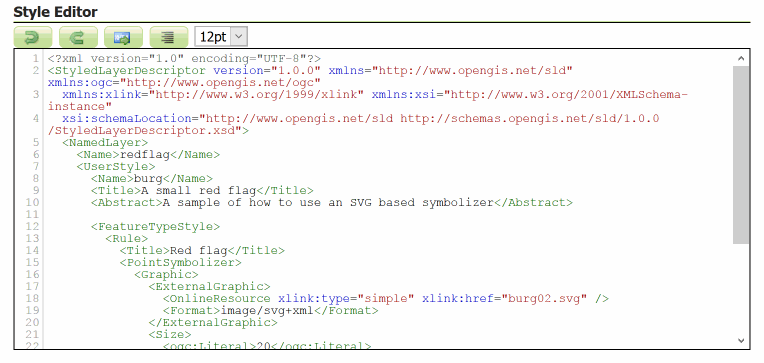 Style Editor
12pt
1 <?xml version="1.0" encoding="UTF-8"?>
2 <StyledLayerDescriptor version="1.0.0" xmlns="http://www.opengis.net/sld"
xmlns:ogc="http://www.opengis.net/ogc"
3 xmlns:xlink="http://www.w3.org/1999/xlink" xmlns:xsi="http://www.w3.org/2001/XMLSchema-
instance"
4 xsi:schemaLocation="http://www.opengis.net/sld http://schemas.opengis.net/sld/1.0.0
/StyledLayerDescriptor.xsd">
5 <NamedLayer>
6 <Name>redflag</Name>
7 <UserStyle>
8 <Name>burg</Name>
9 <Title>A small red flag</Title>
10 <Abstract>A sample of how to use an SVG based symbolizer</Abstract>
11
12 <FeatureTypeStyle>
13 <Rule>
14 <Title>Red flag</Title>
15 <PointSymbolizer>
16 <Graphic>
17 <ExternalGraphic>
18 <OnlineResource xlink:type="simple" xlink:href="burg02.svg" />
19 <Format>image/svg+xml</Format>
20 </ExternalGraphic>
21 <Size>
22 <ogc:Literal>20</ogc:Literal>